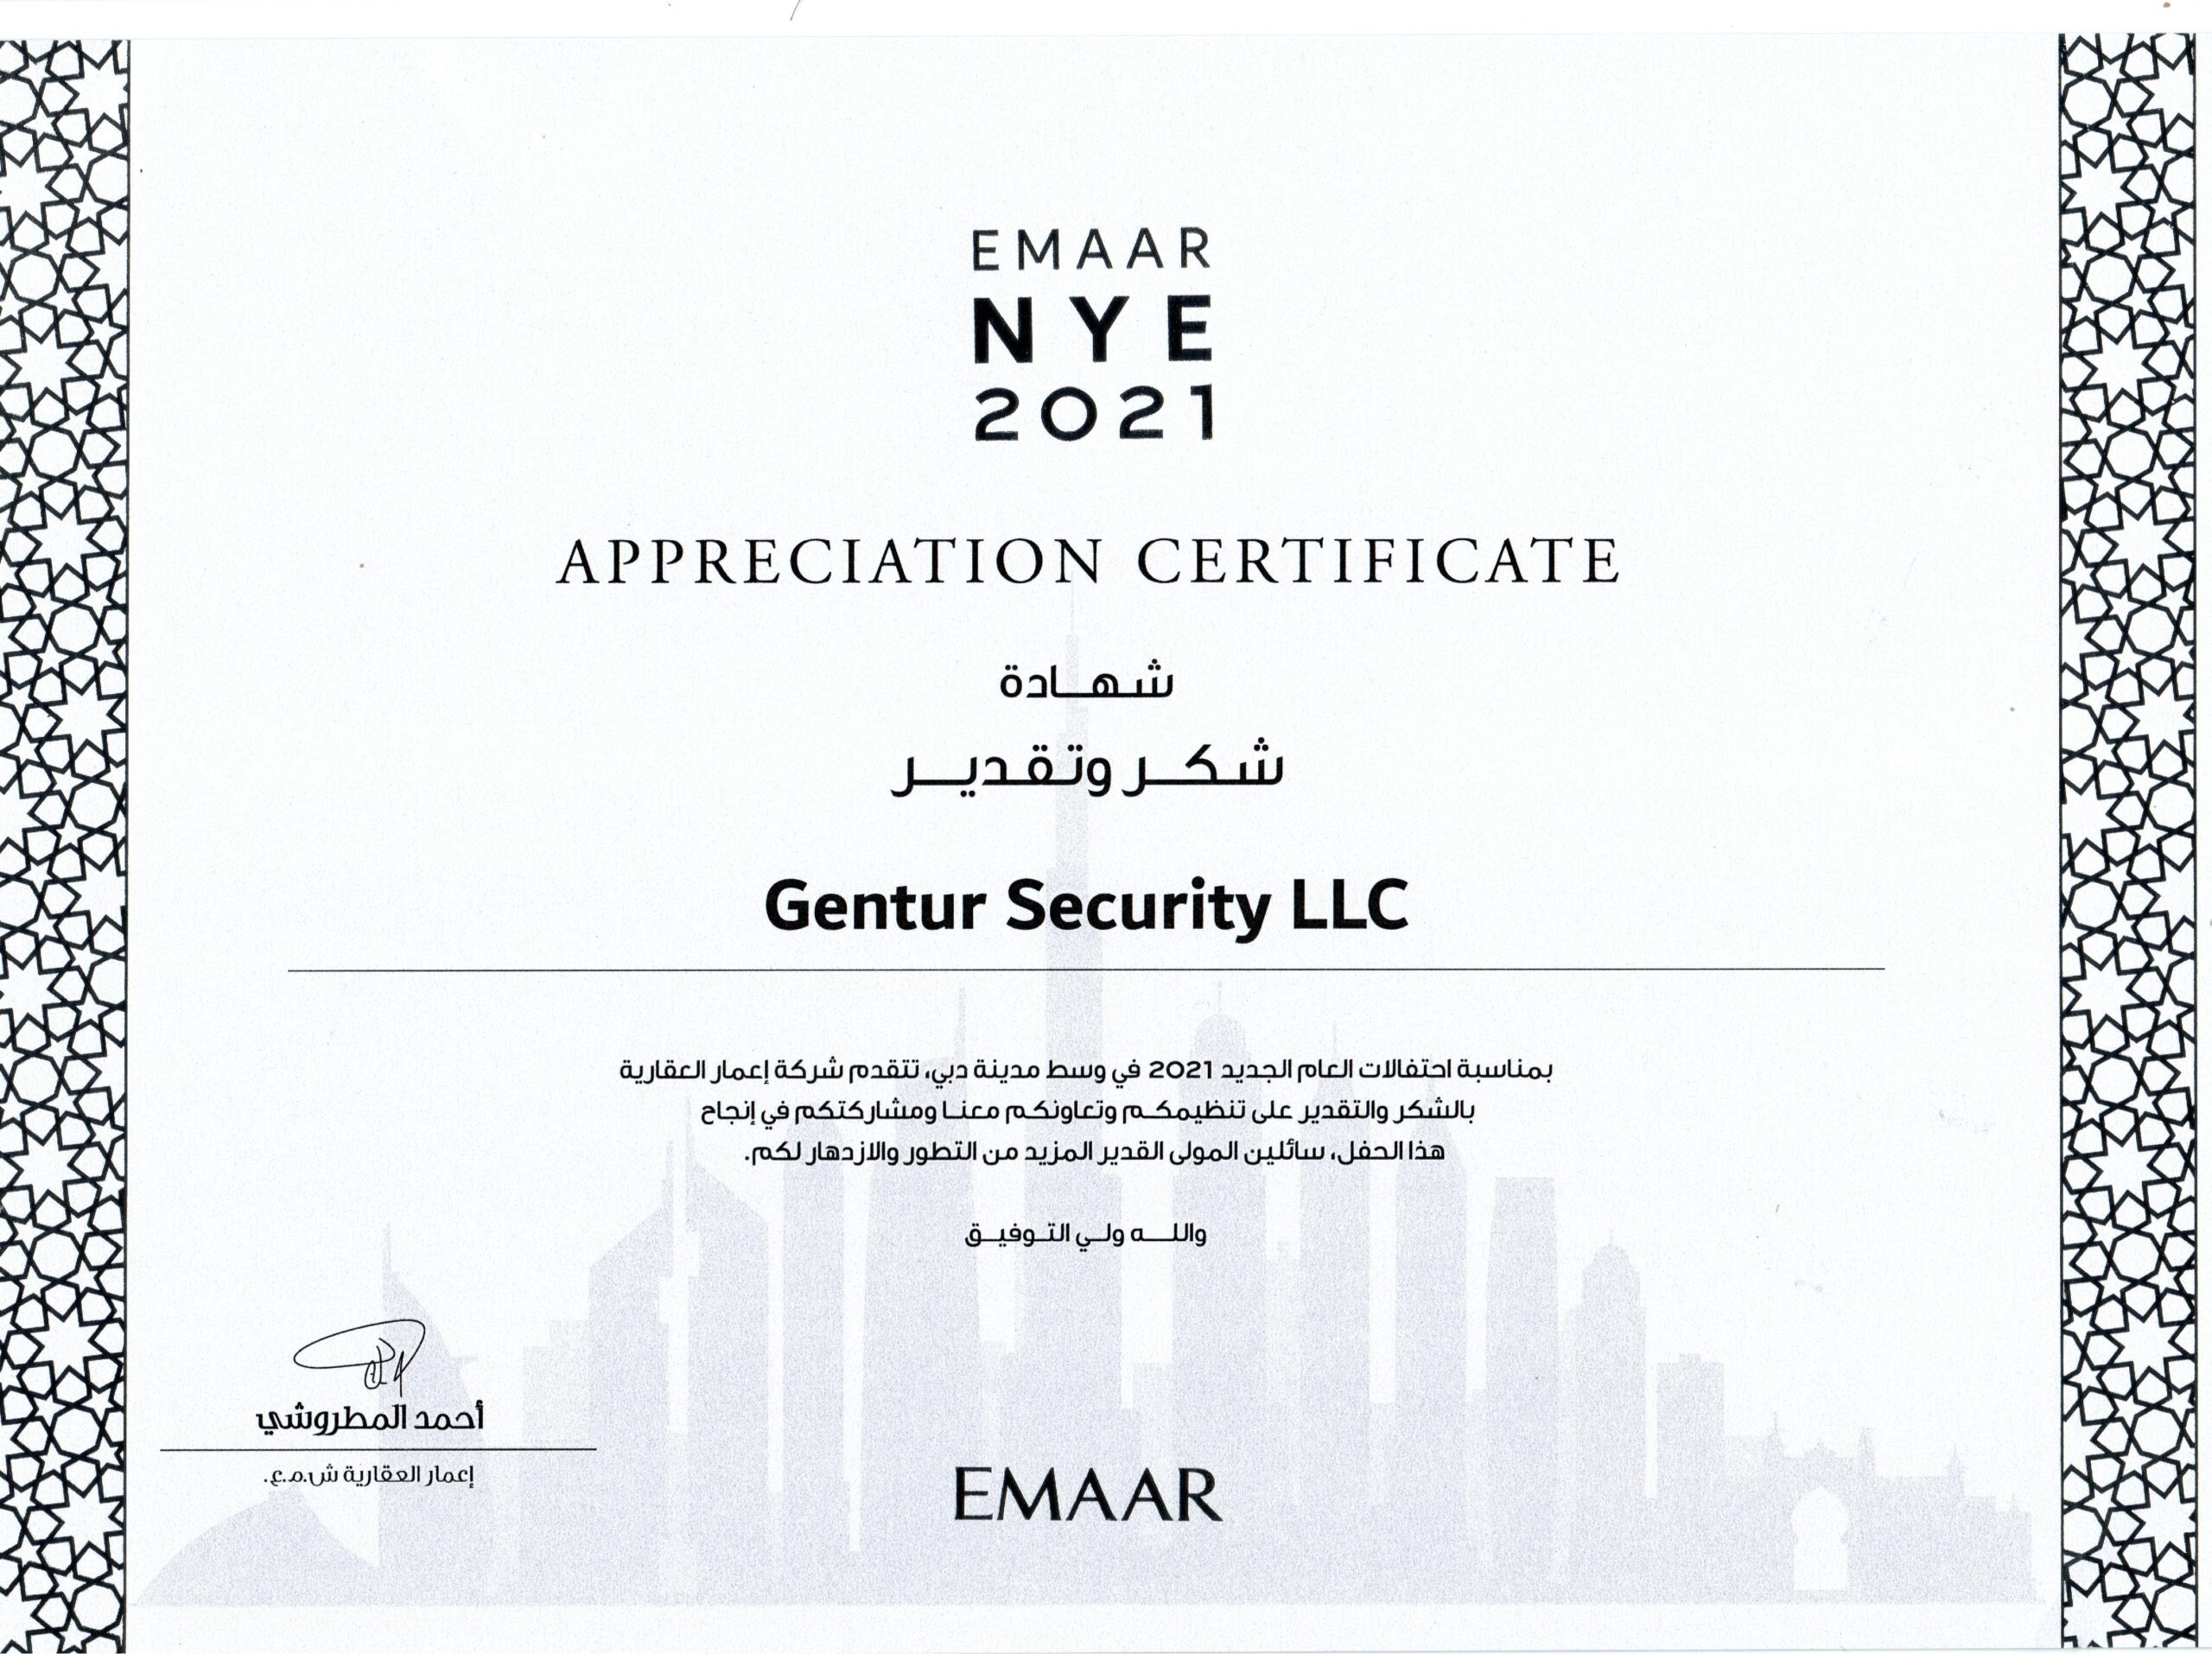 EMAAR
NYE
2021
APPRECIATION CERTIFICATE
شهادة
شكر وتقدير
Gentur Security LLC
بمناسبة احتفالات العام الجديد 2021 في وسط مدينة دبي، تتقدم شركة إعمار العقارية
بالشكر والتقدير على تنظيمكم وتعاونكم معنا ومشاركتكم في إنجاح
هذا الحفل، سائلين المولى القدير المزيد من التطور والازدهار لكم.
والله ولي التوفيق
أحمد المطروشي
إعمار العقارية ش.م.ع.
EMAAR